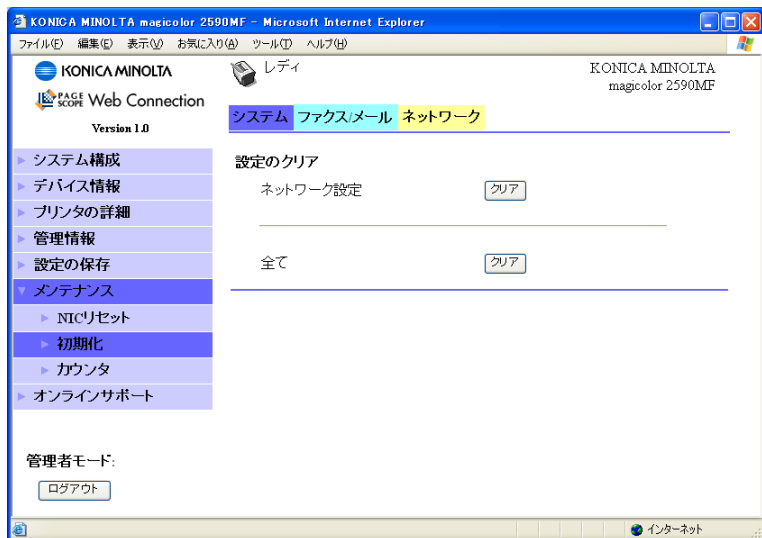 KONICA MINOLTA magicolor 2590MF - Microsoft Internet Explorer
ファイル(F) 編集(E) 表示(V) お気に入り(A) ツール(T) ヘルプ(H)
KONICA MINOLTA
PAGE SCOPE Web Connection
Version 1.0
レディ
KONICA MINOLTA
magicolor 2590MF
システム ファクス/メール ネットワーク
システム構成
デバイス情報
プリンタの詳細
管理情報
設定の保存
メンテナンス
NICリセット
初期化
カウンタ
オンラインサポート
管理者モード:
ログアウト
設定のクリア
ネットワーク設定 クリア
全て クリア
インターネット